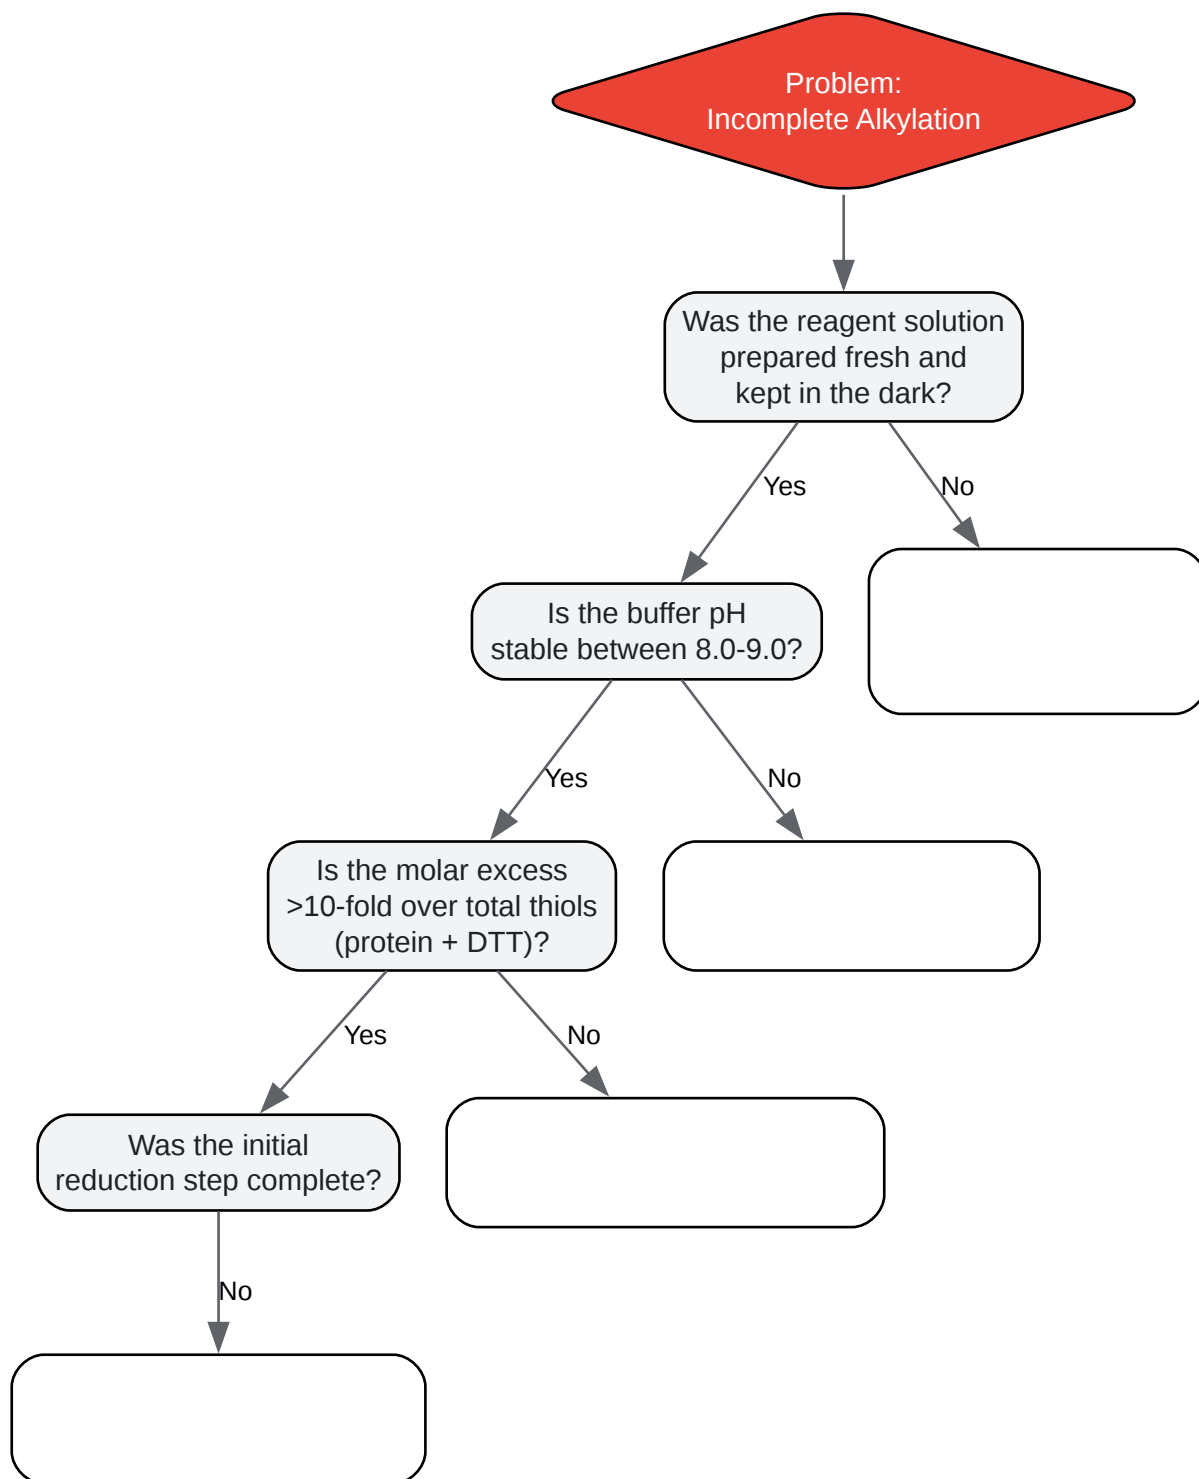 Problem:
Incomplete Alkylation
Was the reagent solution
prepared fresh and
kept in the dark?
Yes
No
Is the buffer pH
stable between 8.0-9.0?
Yes
No
Is the molar excess
>10-fold over total thiols
(protein + DTT)?
Yes
No
Was the initial
reduction step complete?
No